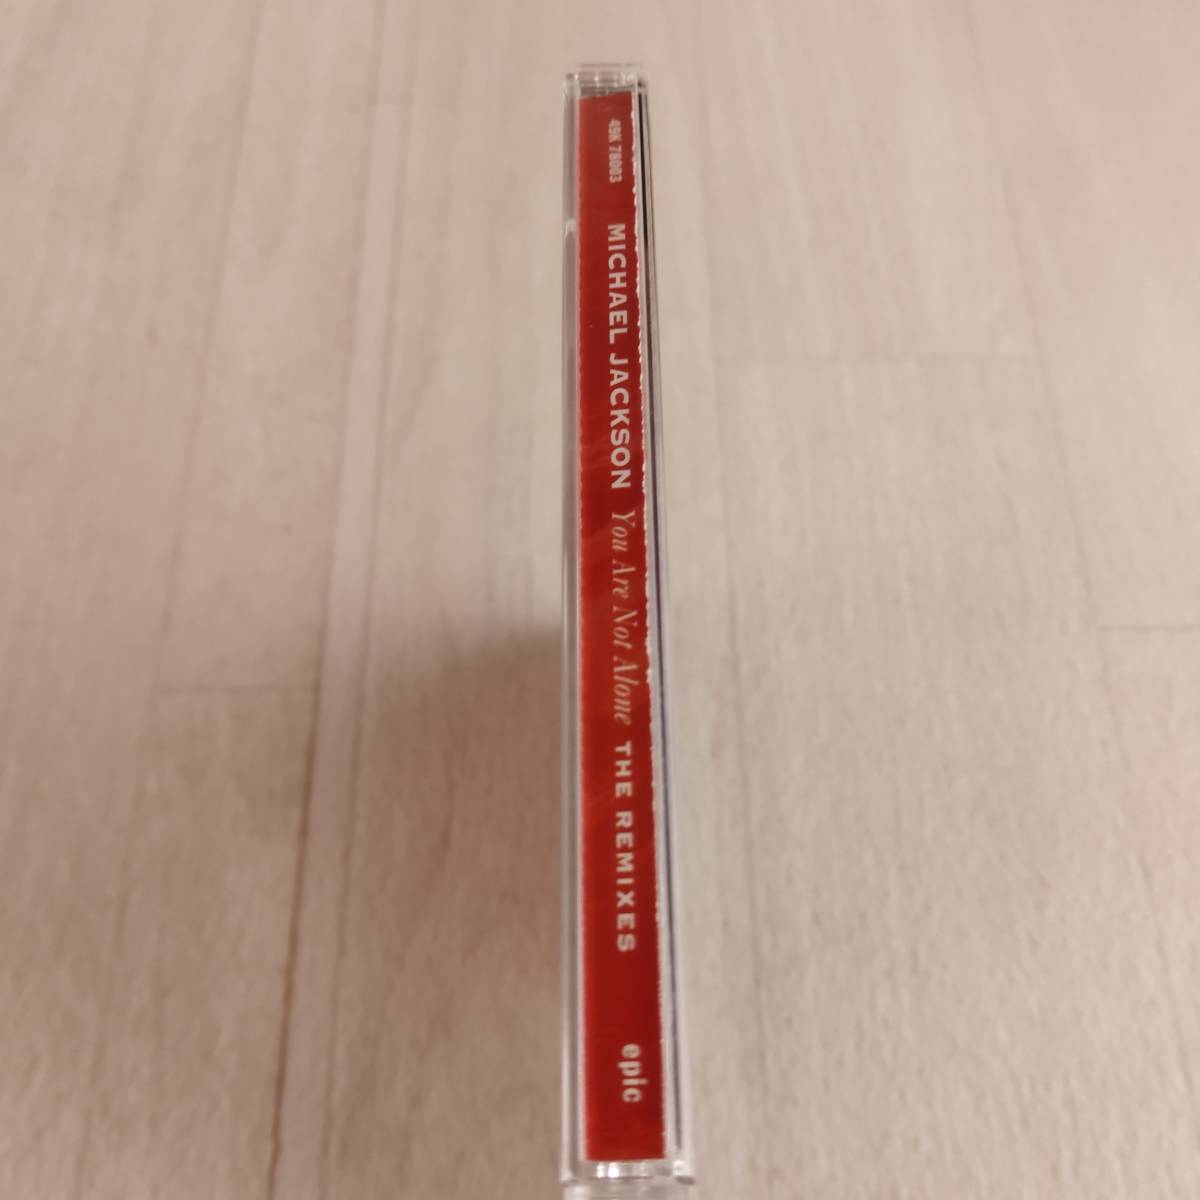 49K 78003 MICHAEL JACKSON You Are Not Alone THE REMIXES epic